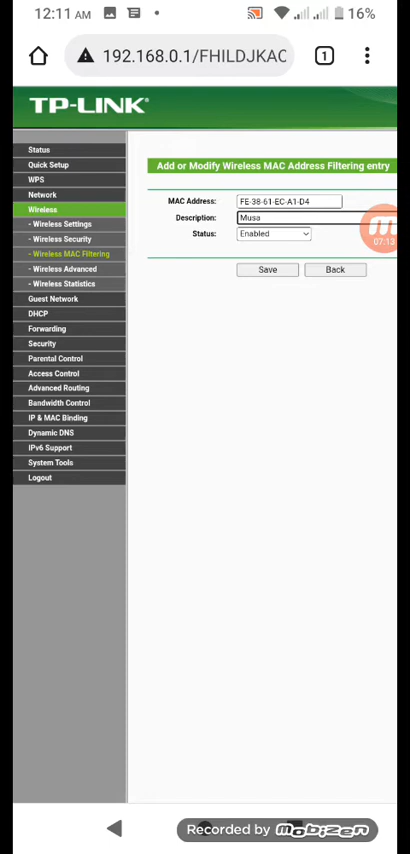 12:11 AM
16%
192.168.0.1/FHILDJKAC
1
TP-LINK®
Status
Quick Setup
WPS
Network
Wireless
- Wireless Settings
- Wireless Security
- Wireless MAC Filtering
- Wireless Advanced
- Wireless Statistics
Guest Network
DHCP
Forwarding
Security
Parental Control
Access Control
Advanced Routing
Bandwidth Control
IP & MAC Binding
Dynamic DNS
IPv6 Support
System Tools
Logout
Add or Modify Wireless MAC Address Filtering entry
MAC Address: FE-38-61-EC-A1-D4
Description: Musa
Status: Enabled
Save Back
m
07:13
Recorded by mobizen